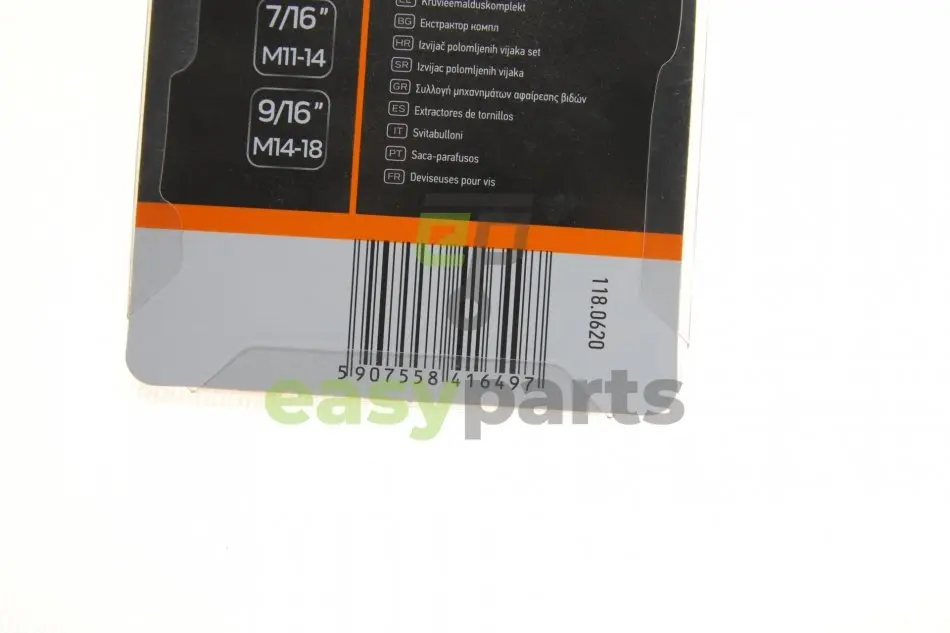 7/16”
M11-14
9/16”
M14-18
Kruvieemalduskomplekt
BG Екстрактор компл
HR Izvijač polomljenih vijaka set
SR Izvijac polomljenih vijaka
GR Συλλογή μηχανημάτων αφαίρεσης βιδών
ES Extractores de tornillos
IT Svitabulloni
PT Saca-parafusos
FR Deviseuses pour vis
118.0620
5 907558 416497
easyparts